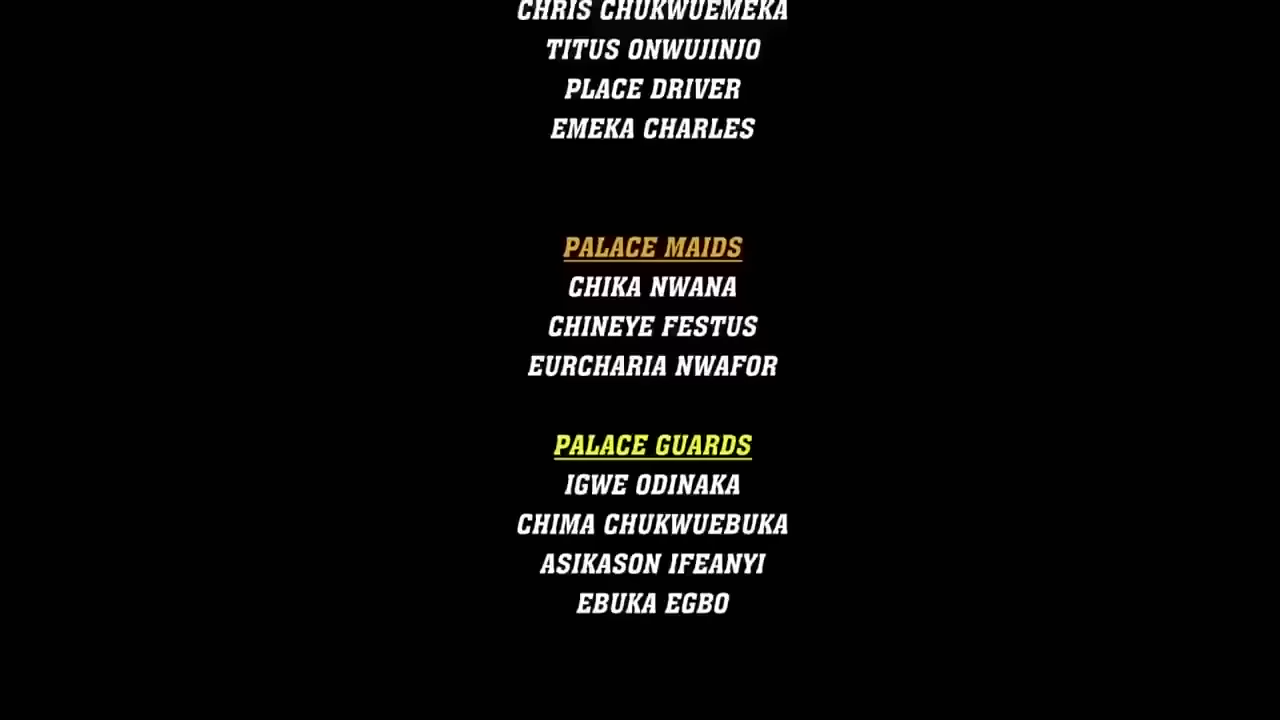 CHRIS CHUKWUEMEKA
TITUS ONWUJINJO
PLACE DRIVER
EMEKA CHARLES
PALACE MAIDS
CHIKA NWANA
CHINEYE FESTUS
EURCHARIA NWAFOR
PALACE GUARDS
IGWE ODINAKA
CHIMA CHUKWUEBUKA
ASIKASON IFEANYI
EBUKA EGBO